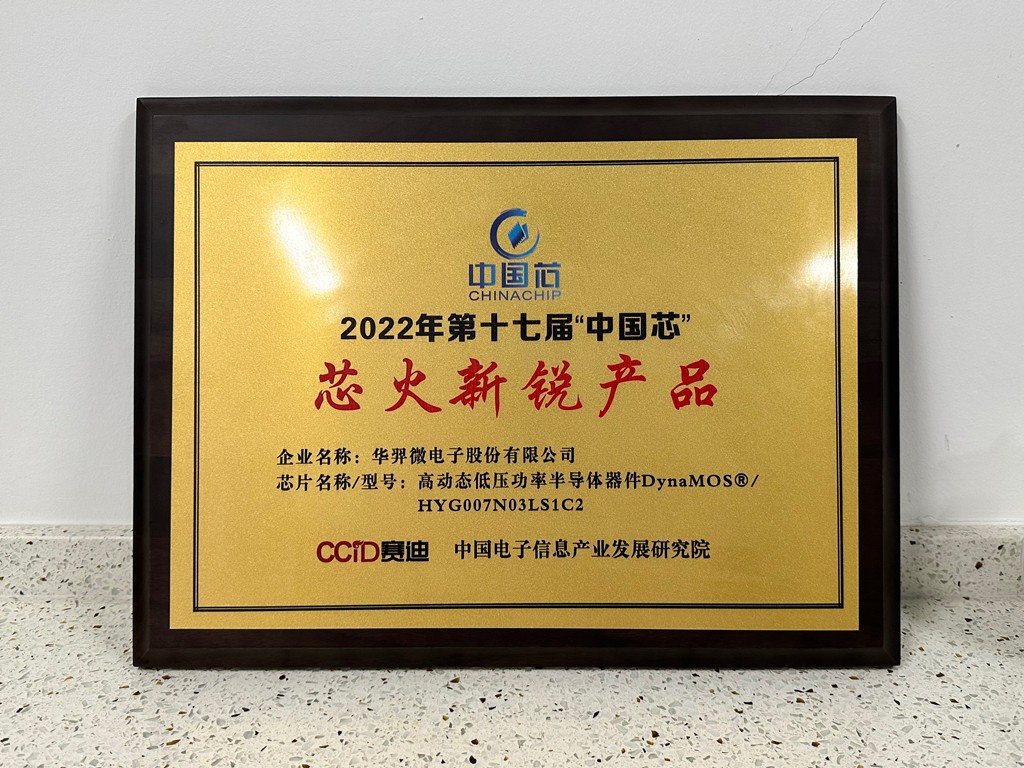 中国芯
CHINACHIP
2022年第十七届“中国芯”
芯火新锐产品
企业名称：华羿微电子股份有限公司
芯片名称/型号：高动态低压功率半导体器件DynaMOS®/
HYG007N03LS1C2
CCID赛迪 中国电子信息产业发展研究院